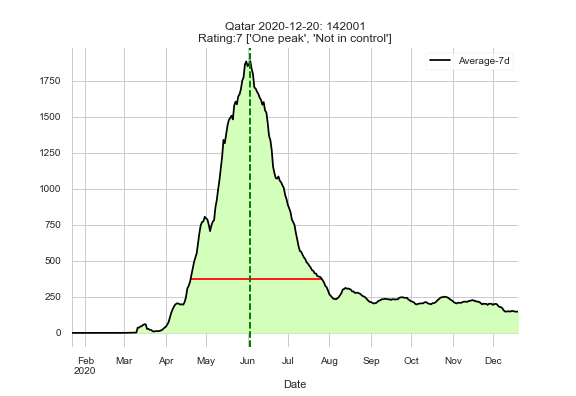 Qatar 2020-12-20: 142001
Rating:7 ['One peak', 'Not in control']
Average-7d
1750
1500
1250
1000
750
500
250
0
Feb Mar Apr May Jun Jul Aug Sep Oct Nov Dec
2020
Date